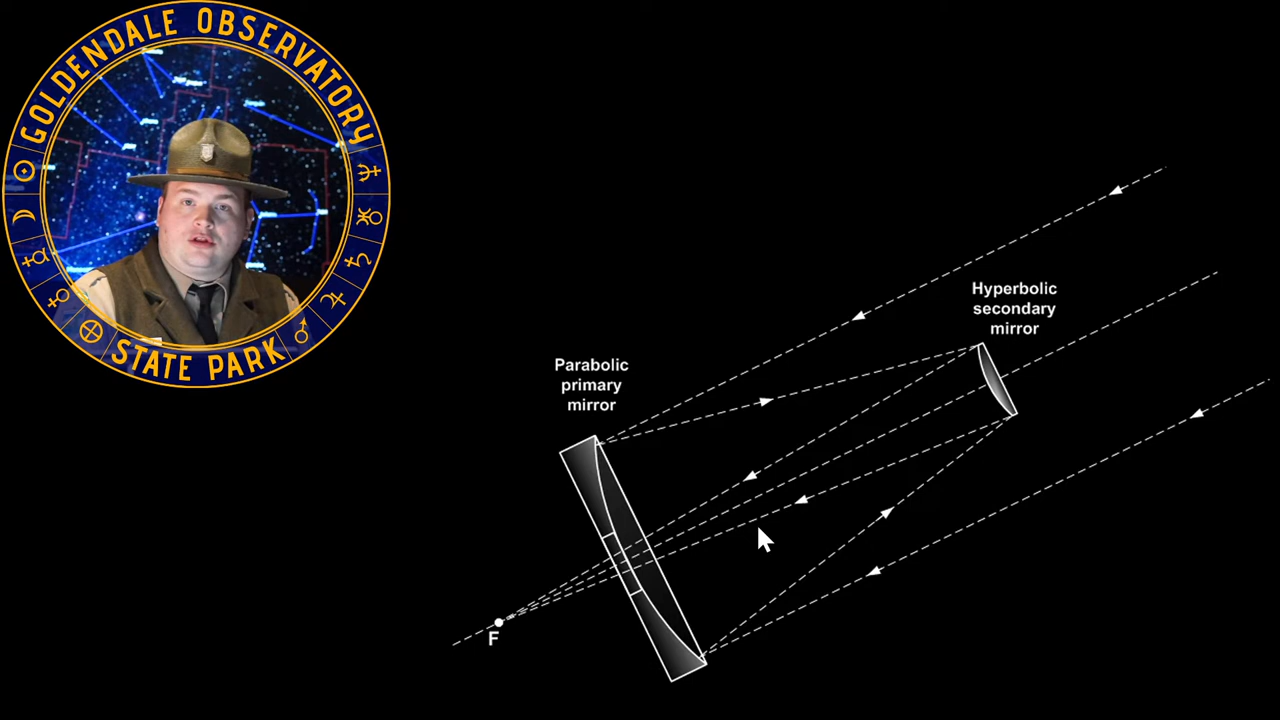 GOLDENDALE OBSERVATORY
STATE PARK
Hyperbolic
secondary
mirror
Parabolic
primary
mirror
F